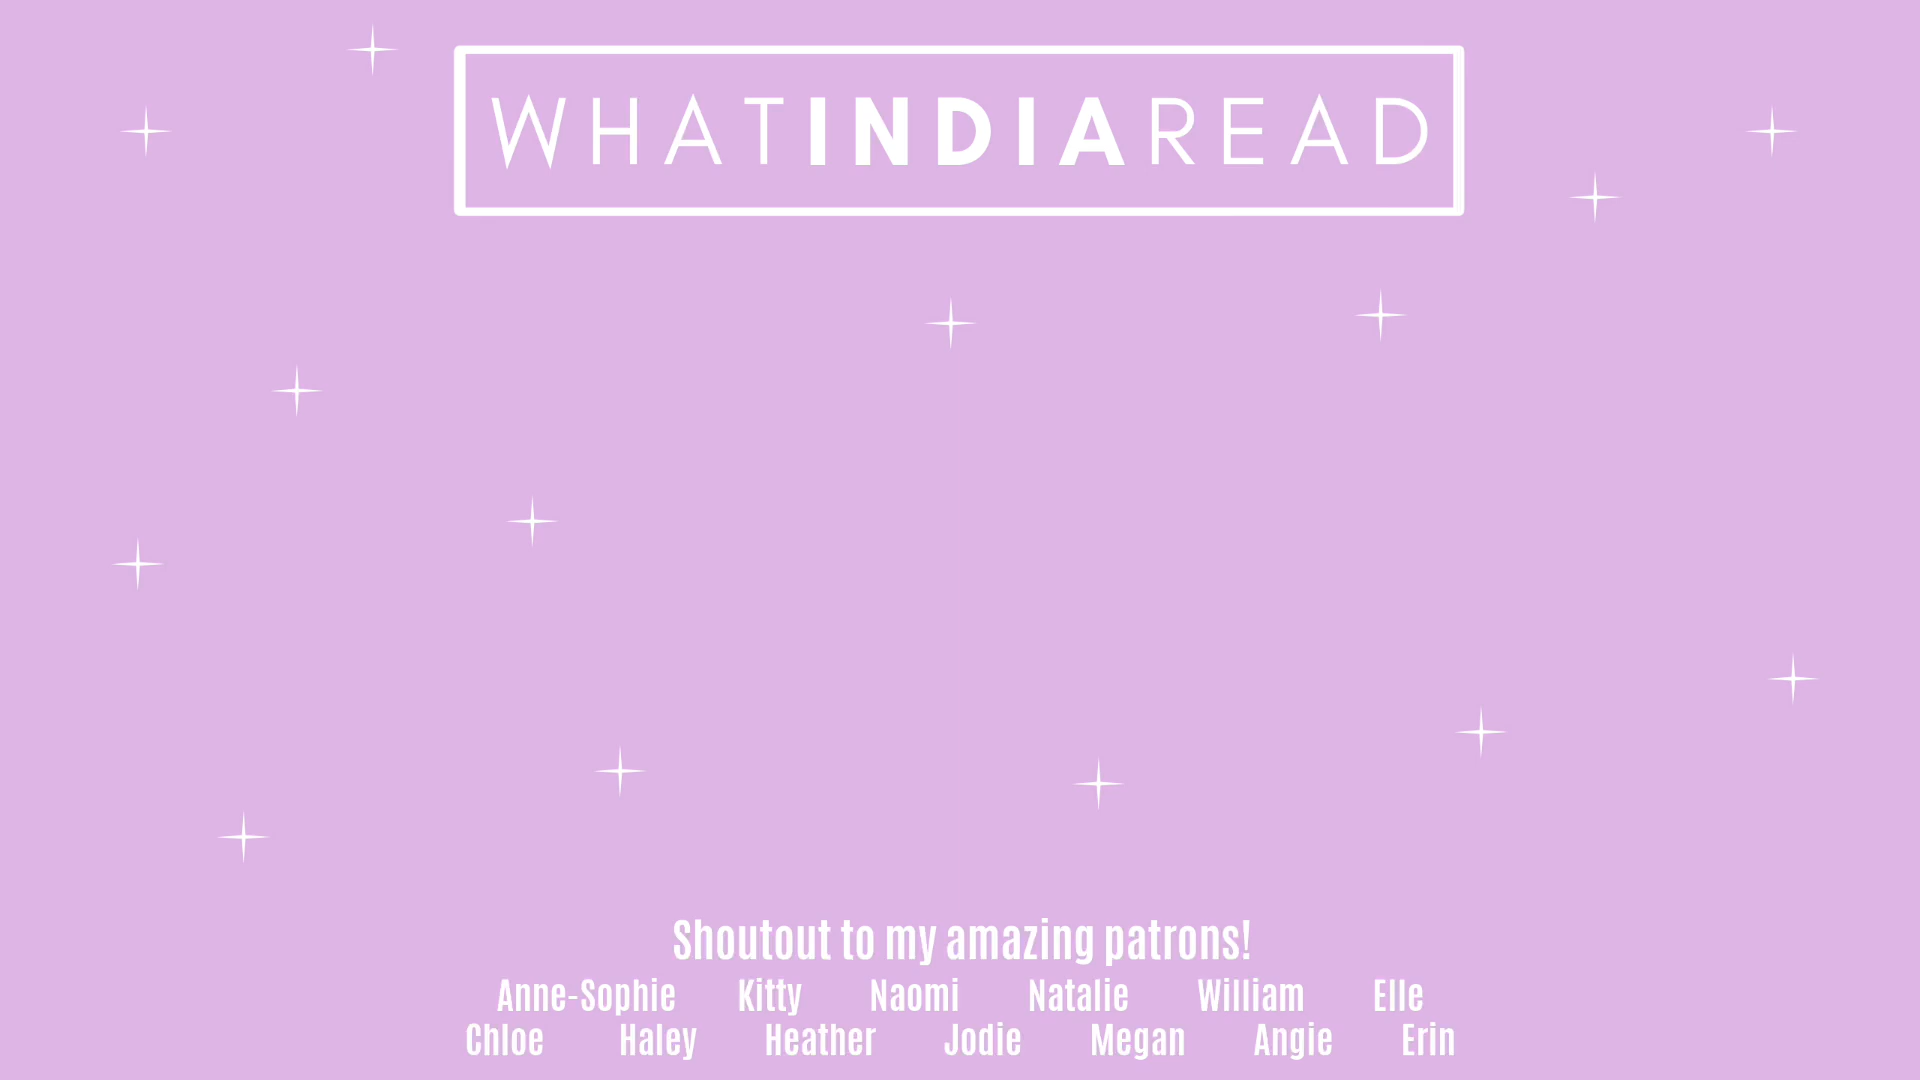 WHATINDIAREAD
Shoutout to my amazing patrons!
Anne-Sophie Kitty Naomi Natalie William Elle
Chloe Haley Heather Jodie Megan Angie Erin